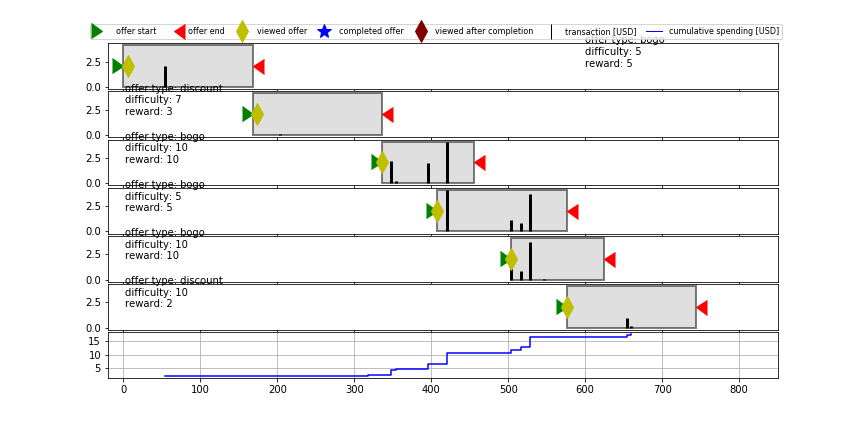 offer start offer end viewed offer completed offer viewed after completion transaction [USD] cumulative spending [USD]
offer type: bogo
difficulty: 5
reward: 5
2.5
0.0
offer type: discount
difficulty: 7
reward: 3
2.5
0.0
offer type: bogo
difficulty: 10
reward: 10
2.5
0.0
offer type: bogo
difficulty: 5
reward: 5
2.5
0.0
offer type: bogo
difficulty: 10
reward: 10
2.5
0.0
offer type: discount
difficulty: 10
reward: 2
2.5
0.0
15
10
5
0 100 200 300 400 500 600 700 800